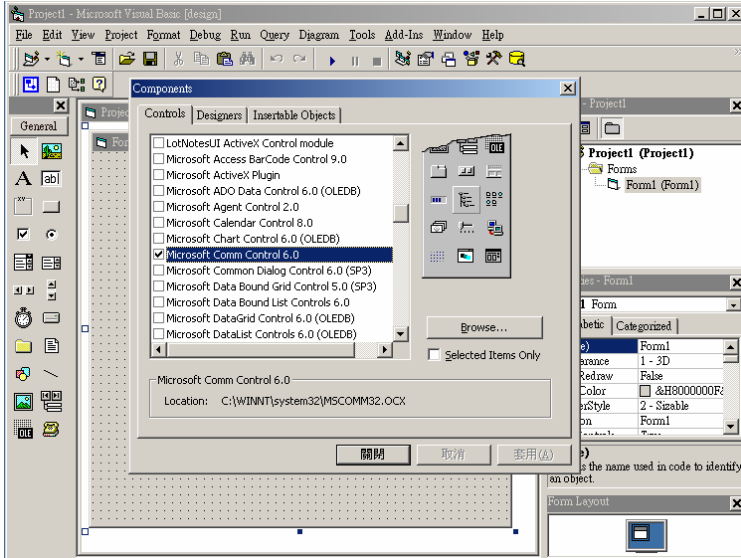 Project1 - Microsoft Visual Basic [design]
File Edit View Project Format Debug Run Query Diagram Tools Add-Ins Window Help
General
Components
Controls Designers Insertable Objects
LotNotesUI ActiveX Control module
Microsoft Access BarCode Control 9.0
Microsoft ActiveX Plugin
Microsoft ADO Data Control 6.0 (OLEDB)
Microsoft Agent Control 2.0
Microsoft Calendar Control 8.0
Microsoft Chart Control 6.0 (OLEDB)
Microsoft Comm Control 6.0
Microsoft Common Dialog Control 6.0 (SP3)
Microsoft Data Bound Grid Control 5.0 (SP3)
Microsoft Data Bound List Controls 6.0
Microsoft DataGrid Control 6.0 (OLEDB)
Microsoft DataList Controls 6.0 (OLEDB)
Browse...
Selected Items Only
Microsoft Comm Control 6.0
Location: C:\WINNT\system32\MSCOMM32.OCX
關閉 取消 套用(A)
- Project1
Project1 (Project1)
Forms
Form1 (Form1)
ies - Form1
1 Form
betic Categorized
e) Form1
arance 1 - 3D
Redraw False
Color &H8000000F&
erStyle 2 - Sizable
on Form1
e)
s the name used in code to identify
an object.
Form Layout